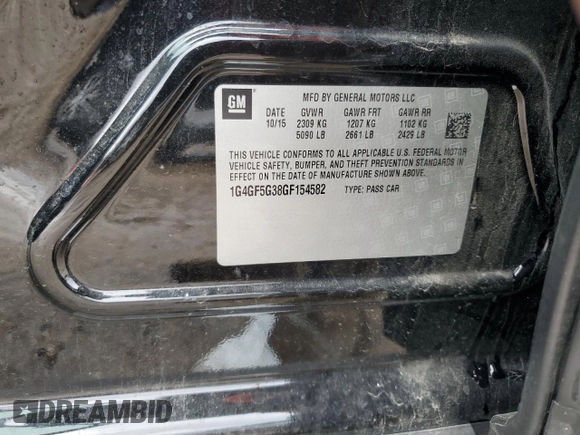 GM
MFD BY GENERAL MOTORS LLC
DATE GVWR GAWR FRT GAWR RR
10/15 2309 KG 1207 KG 1102 KG
5090 LB 2661 LB 2429 LB
THIS VEHICLE CONFORMS TO ALL APPLICABLE U.S. FEDERAL MOTOR
VEHICLE SAFETY, BUMPER, AND THEFT PREVENTION STANDARDS IN
EFFECT ON THE DATE OF MANUFACTURE SHOWN ABOVE.
1G4GF5G38GF154582 TYPE: PASS CAR
DREAMBID